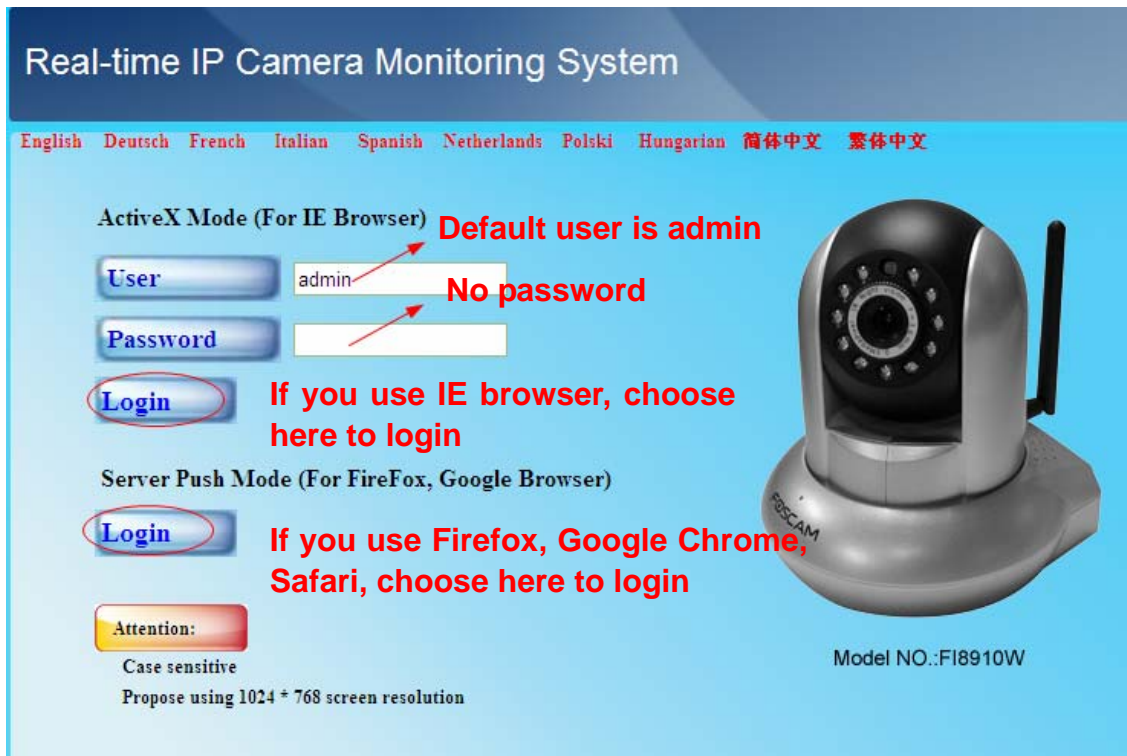 Real-time IP Camera Monitoring System
English Deutsch French Italian Spanish Netherlands Polski Hungarian 简体中文 繁体中文
ActiveX Mode (For IE Browser)
Default user is admin
User admin
No password
Password
Login
If you use IE browser, choose
here to login
Server Push Mode (For FireFox, Google Browser)
Login
If you use Firefox, Google Chrome,
Safari, choose here to login
FOSCAM
Attention:
Case sensitive
Propose using 1024 * 768 screen resolution
Model NO.:FI8910W